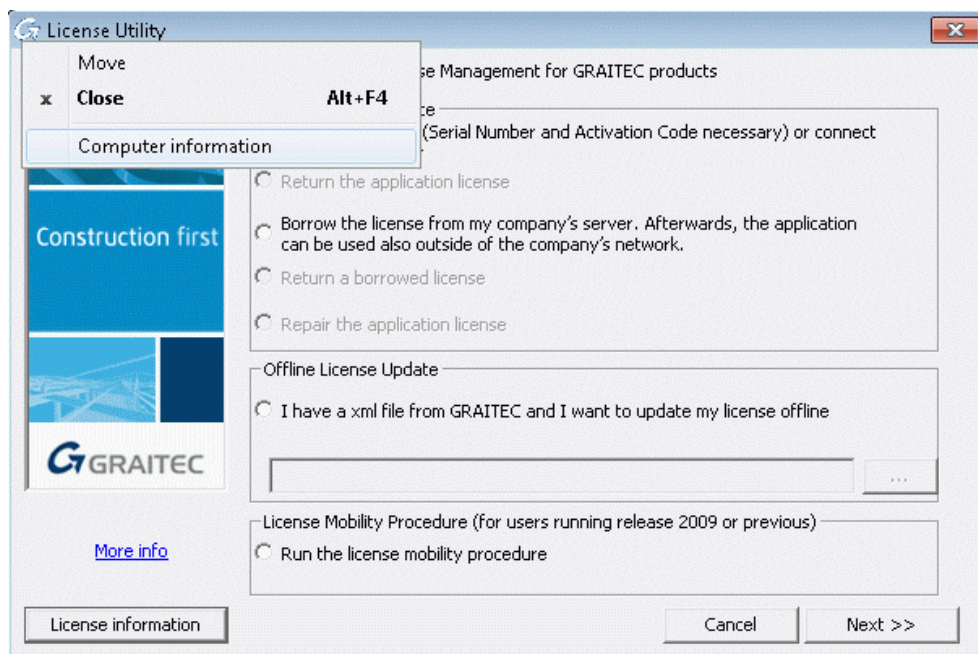 License Utility
Move
x Close Alt+F4
Computer information
se Management for GRAITEC products
ce
(Serial Number and Activation Code necessary) or connect
Return the application license
Borrow the license from my company's server. Afterwards, the application
can be used also outside of the company's network.
Return a borrowed license
Repair the application license
Construction first
Offline License Update
I have a xml file from GRAITEC and I want to update my license offline
...
GRAITEC
License Mobility Procedure (for users running release 2009 or previous)
Run the license mobility procedure
More info
License information
Cancel
Next >>